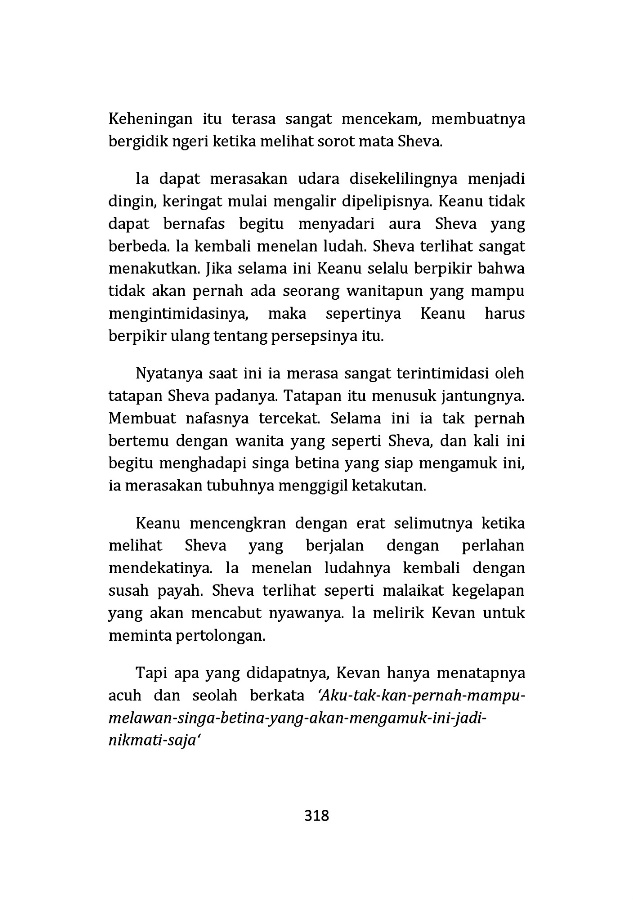 Keheningan itu terasa sangat mencekam, membuatnya
bergidik ngeri ketika melihat sorot mata Sheva.
Ia dapat merasakan udara disekelilingnya menjadi
dingin, keringat mulai mengalir dipelipisnya. Keanu tidak
dapat bernafas begitu menyadari aura Sheva yang
berbeda. Ia kembali menelan ludah. Sheva terlihat sangat
menakutkan. Jika selama ini Keanu selalu berpikir bahwa
tidak akan pernah ada seorang wanitapun yang mampu
mengintimidasinya, maka sepertinya Keanu harus
berpikir ulang tentang persepsinya itu.
Nyatanya saat ini ia merasa sangat terintimidasi oleh
tatapan Sheva padanya. Tatapan itu menusuk jantungnya.
Membuat nafasnya tercekat. Selama ini ia tak pernah
bertemu dengan wanita yang seperti Sheva, dan kali ini
begitu menghadapi singa betina yang siap mengamuk ini,
ia merasakan tubuhnya menggigil ketakutan.
Keanu mencengkran dengan erat selimutnya ketika
melihat Sheva yang berjalan dengan perlahan
mendekatinya. Ia menelan ludahnya kembali dengan
susah payah. Sheva terlihat seperti malaikat kegelapan
yang akan mencabut nyawanya. Ia melirik Kevan untuk
meminta pertolongan.
Tapi apa yang didapatnya, Kevan hanya menatapnya
acuh dan seolah berkata ‘Aku-tak-kan-pernah-mampu-
melawan-singa-betina-yang-akan-mengamuk-ini-jadi-
nikmati-saja‘
318